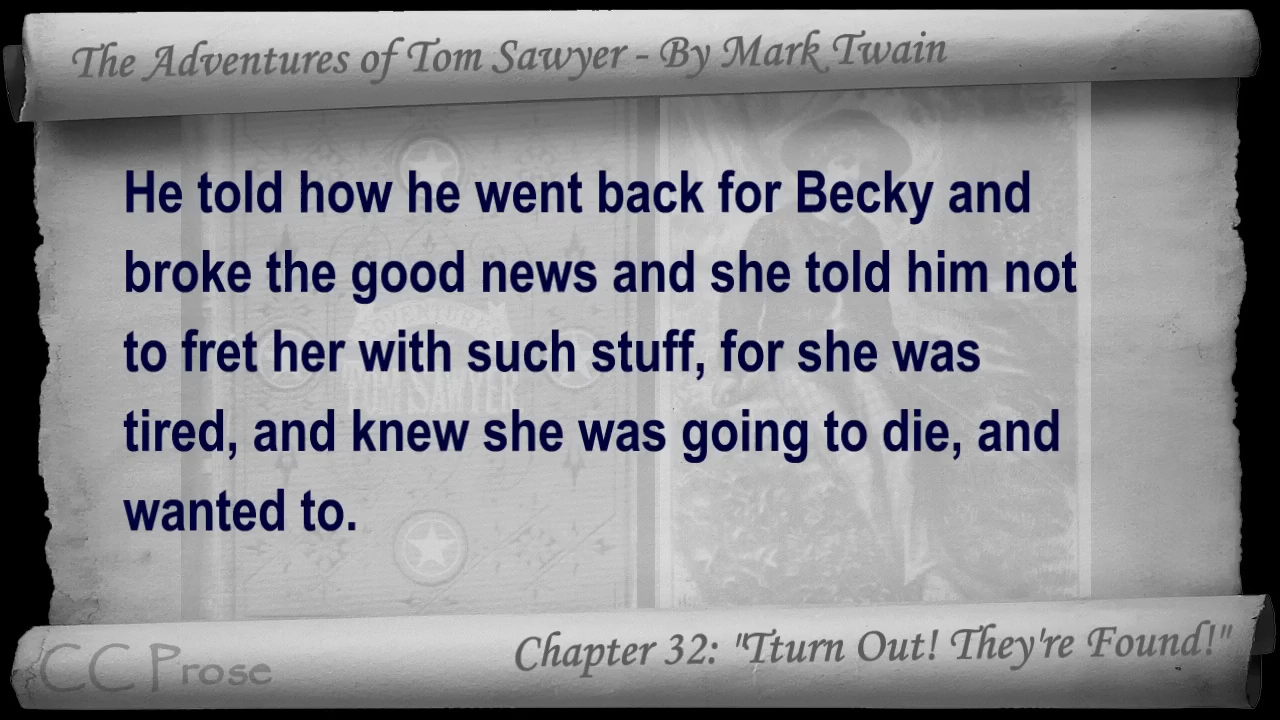 The Adventures of Tom Sawyer - By Mark Twain
He told how he went back for Becky and
broke the good news and she told him not
to fret her with such stuff, for she was
tired, and knew she was going to die, and
wanted to.
TOM SAWYER
CC Prose
Chapter 32: "Tturn Out! They're Found!"